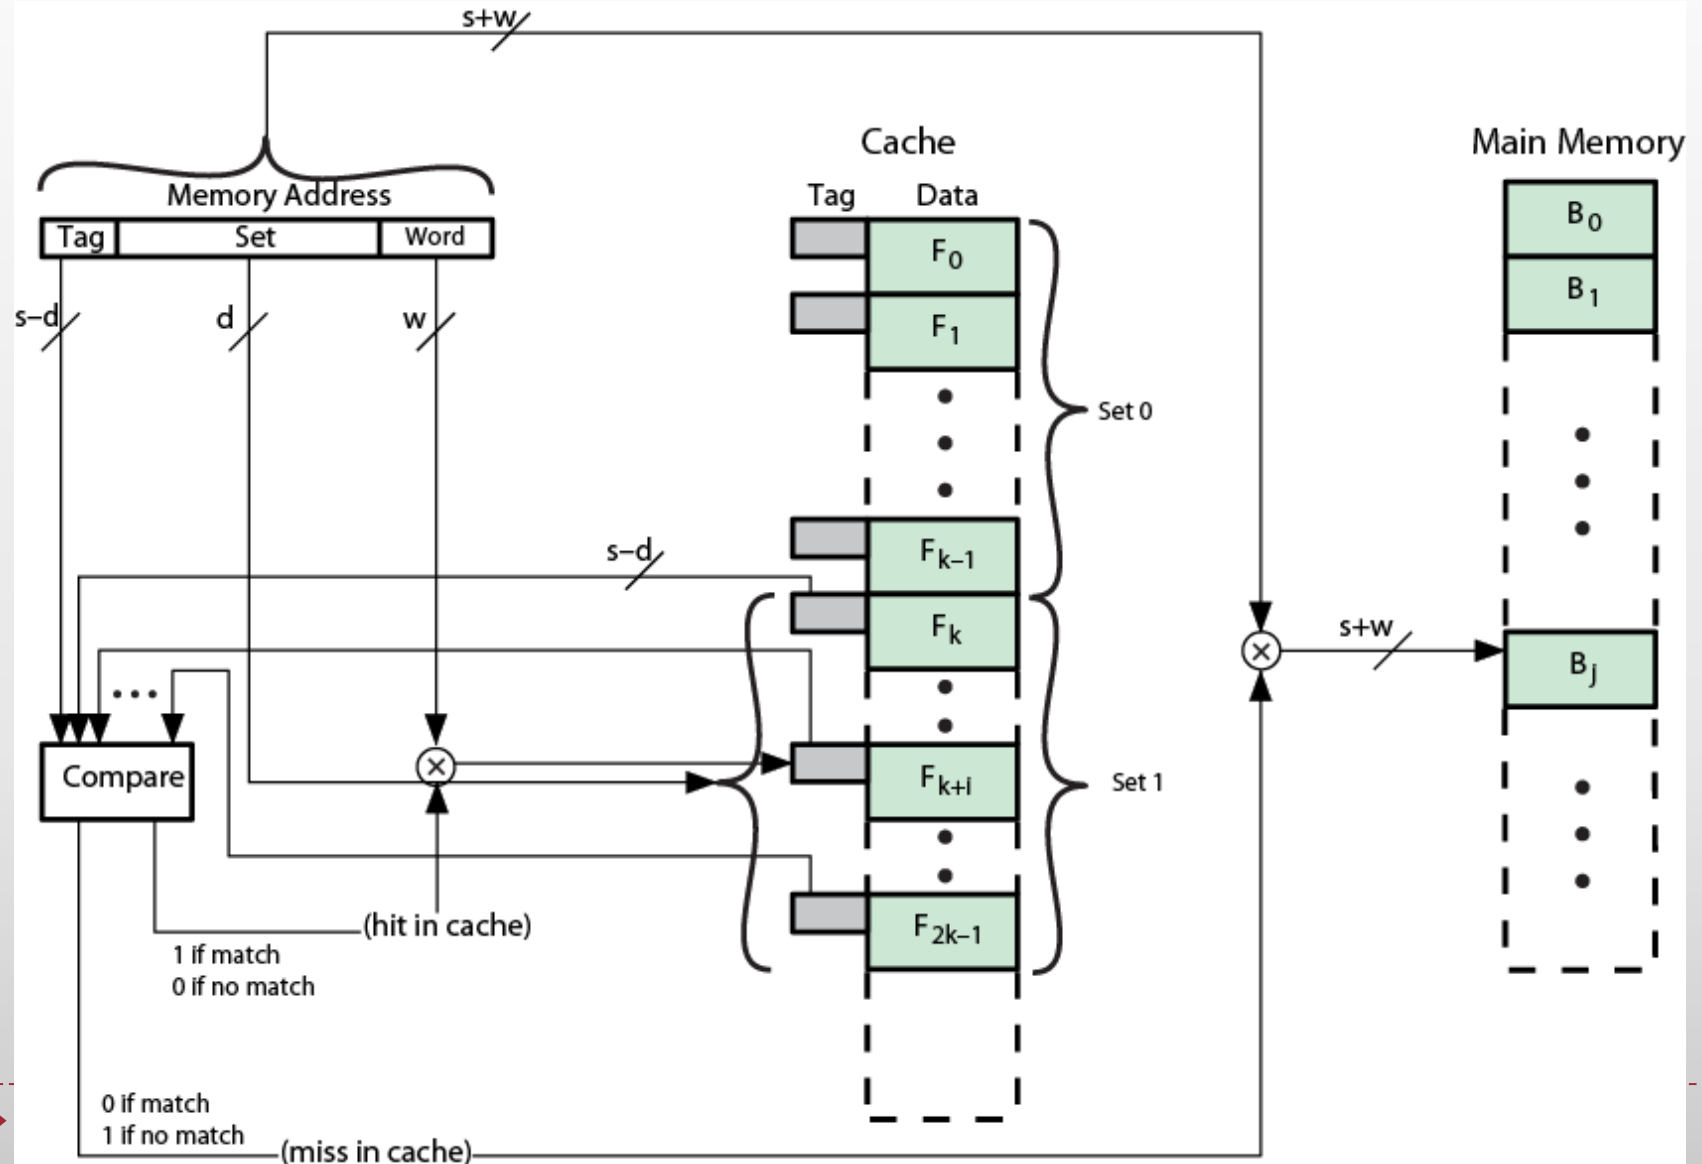 s+w
Cache
Main Memory
Memory Address
Tag Data
Tag Set Word
F0
B0
B1
s–d
d
w
F1
Set 0
s–d
Fk–1
Fk
s+w
Bj
Compare
Fk+i
Set 1
F2k–1
(hit in cache)
1 if match
0 if no match
0 if match
1 if no match
(miss in cache)